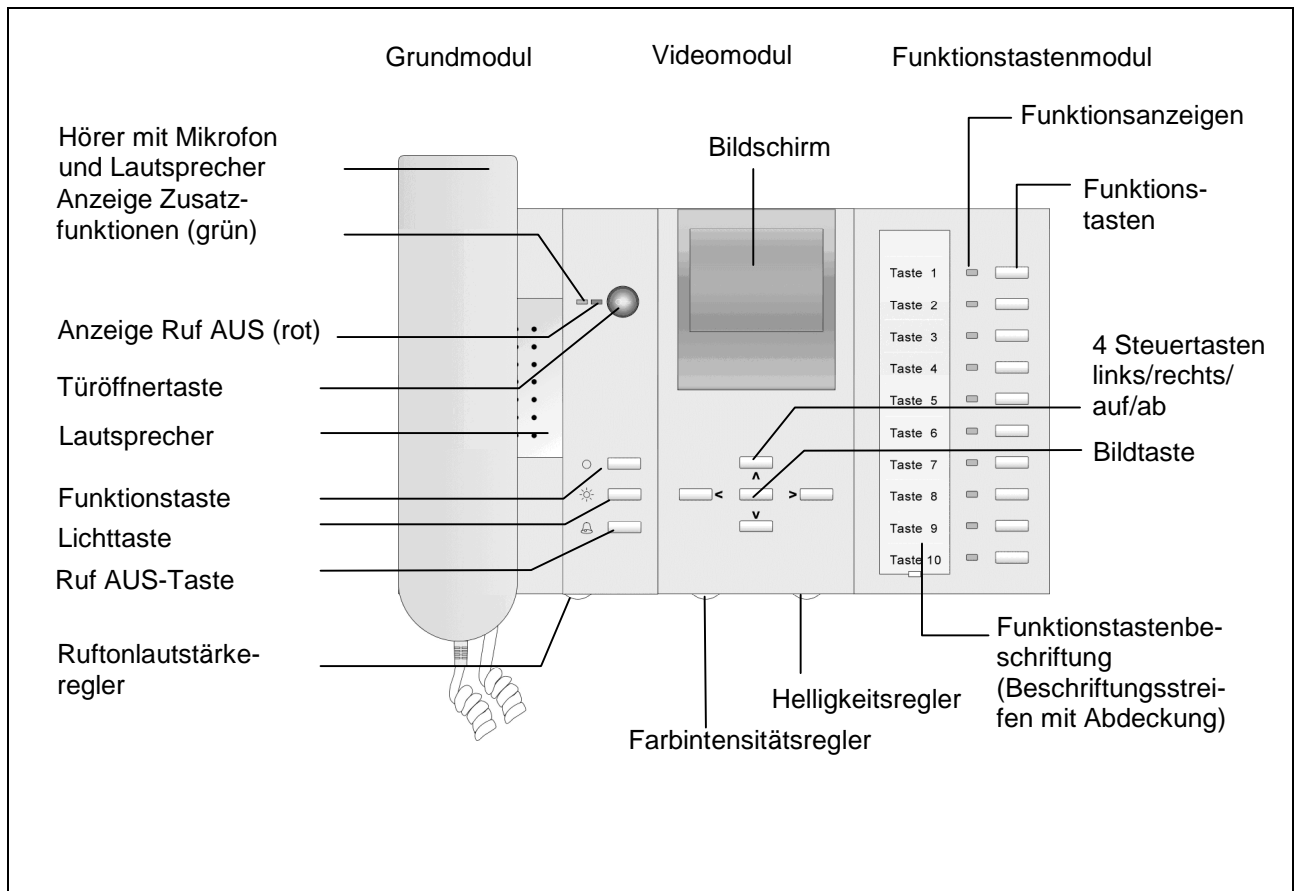 Grundmodul
Videomodul
Funktionstastenmodul
Hörer mit Mikrofon
und Lautsprecher
Anzeige Zusatz-
funktionen (grün)
Anzeige Ruf AUS (rot)
Türöffnertaste
Lautsprecher
Funktionstaste
Lichttaste
Ruf AUS-Taste
Ruftonlautstärke-
regler
Bildschirm
Funktionsanzeigen
Funktions-
tasten
Taste 1
Taste 2
Taste 3
Taste 4
Taste 5
Taste 6
Taste 7
Taste 8
Taste 9
Taste 10
4 Steuertasten
links/rechts/
auf/ab
Bildtaste
Funktionstastenbe-
schriftung
(Beschriftungsstrei-
fen mit Abdeckung)
Helligkeitsregler
Farbintensitätsregler